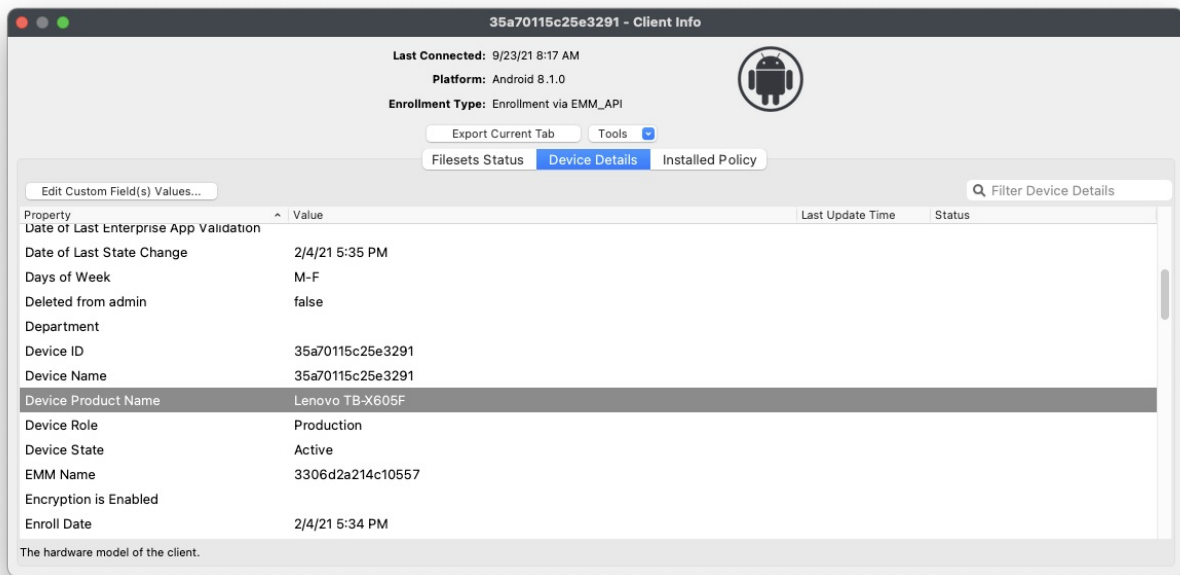 35a70115c25e3291 - Client Info
Last Connected: 9/23/21 8:17 AM
Platform: Android 8.1.0
Enrollment Type: Enrollment via EMM_API
Export Current Tab Tools
Filesets Status Device Details Installed Policy
Edit Custom Field(s) Values... Filter Device Details
Property Value Last Update Time Status
Date of Last Enterprise App Validation
Date of Last State Change 2/4/21 5:35 PM
Days of Week M-F
Deleted from admin false
Department
Device ID 35a70115c25e3291
Device Name 35a70115c25e3291
Device Product Name Lenovo TB-X605F
Device Role Production
Device State Active
EMM Name 3306d2a214c10557
Encryption is Enabled
Enroll Date 2/4/21 5:34 PM
The hardware model of the client.